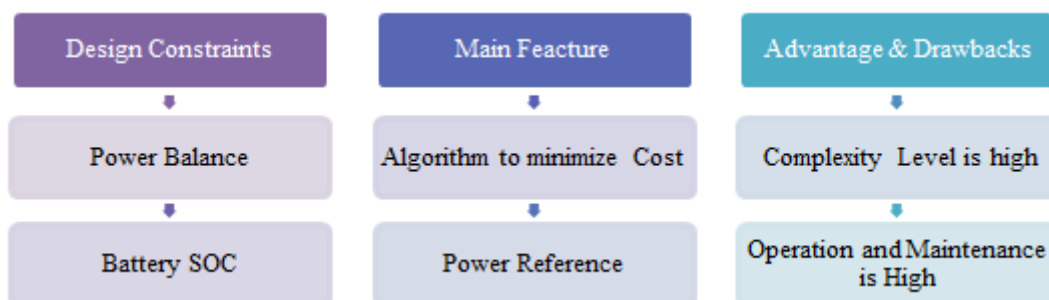 Design Constraints
Power Balance
Battery SOC
Main Feacture
Algorithm to minimize Cost
Power Reference
Advantage & Drawbacks
Complexity Level is high
Operation and Maintenance
is High